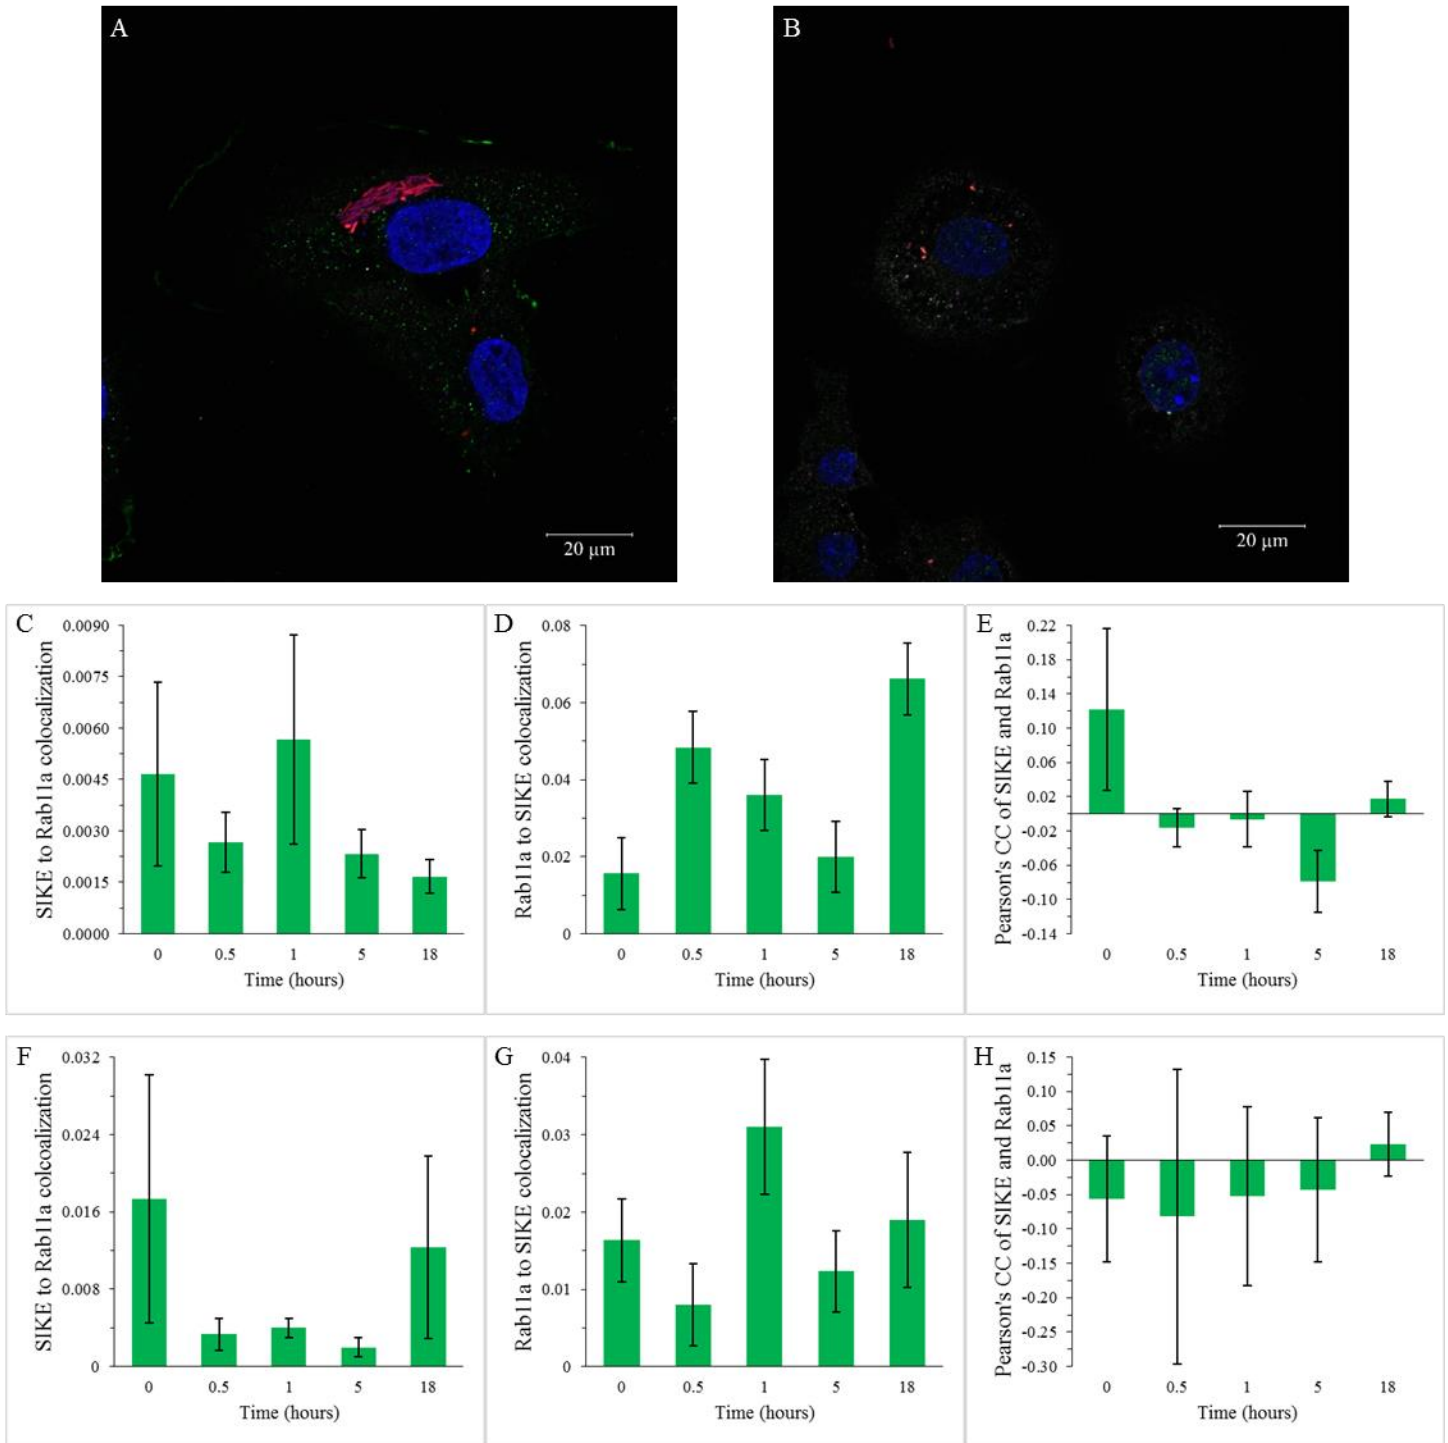 A
B
20 µm
20 µm
C
SIKE to Rab11a colocalization
0.0090
0.0075
0.0060
0.0045
0.0030
0.0015
0.0000
0 0.5 1 5 18
Time (hours)
D
Rab11a to SIKE colocalization
0.08
0.06
0.04
0.02
0
0 0.5 1 5 18
Time (hours)
E
Pearson's CC of SIKE and Rab11a
0.22
0.18
0.14
0.10
0.06
0.02
-0.02
-0.06
-0.10
-0.14
0 0.5 1 5 18
Time (hours)
F
SIKE to Rab11a colcoalization
0.032
0.024
0.016
0.008
0
0 0.5 1 5 18
Time (hours)
G
Rab11a to SIKE colocalization
0.04
0.03
0.02
0.01
0
0 0.5 1 5 18
Time (hours)
H
Pearson's CC of SIKE and Rab11a
0.15
0.10
0.05
0.00
-0.05
-0.10
-0.15
-0.20
-0.25
-0.30
0 0.5 1 5 18
Time (hours)